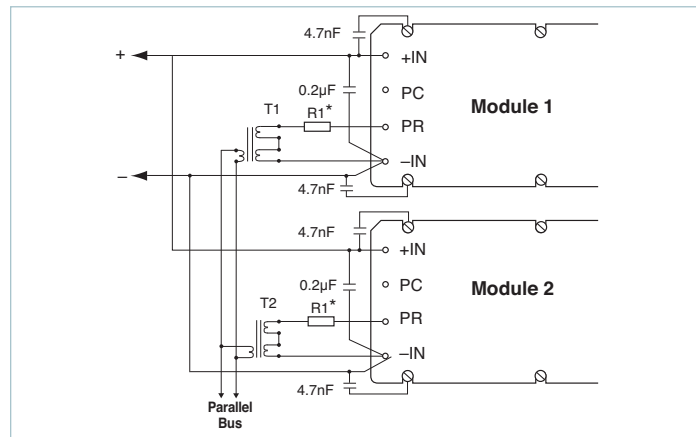 4.7nF
+
+IN
0.2µF
PC
Module 1
T1
R1*
PR
–IN
–
4.7nF
4.7nF
+IN
0.2µF
PC
Module 2
T2
R1*
PR
–IN
4.7nF
Parallel
Bus